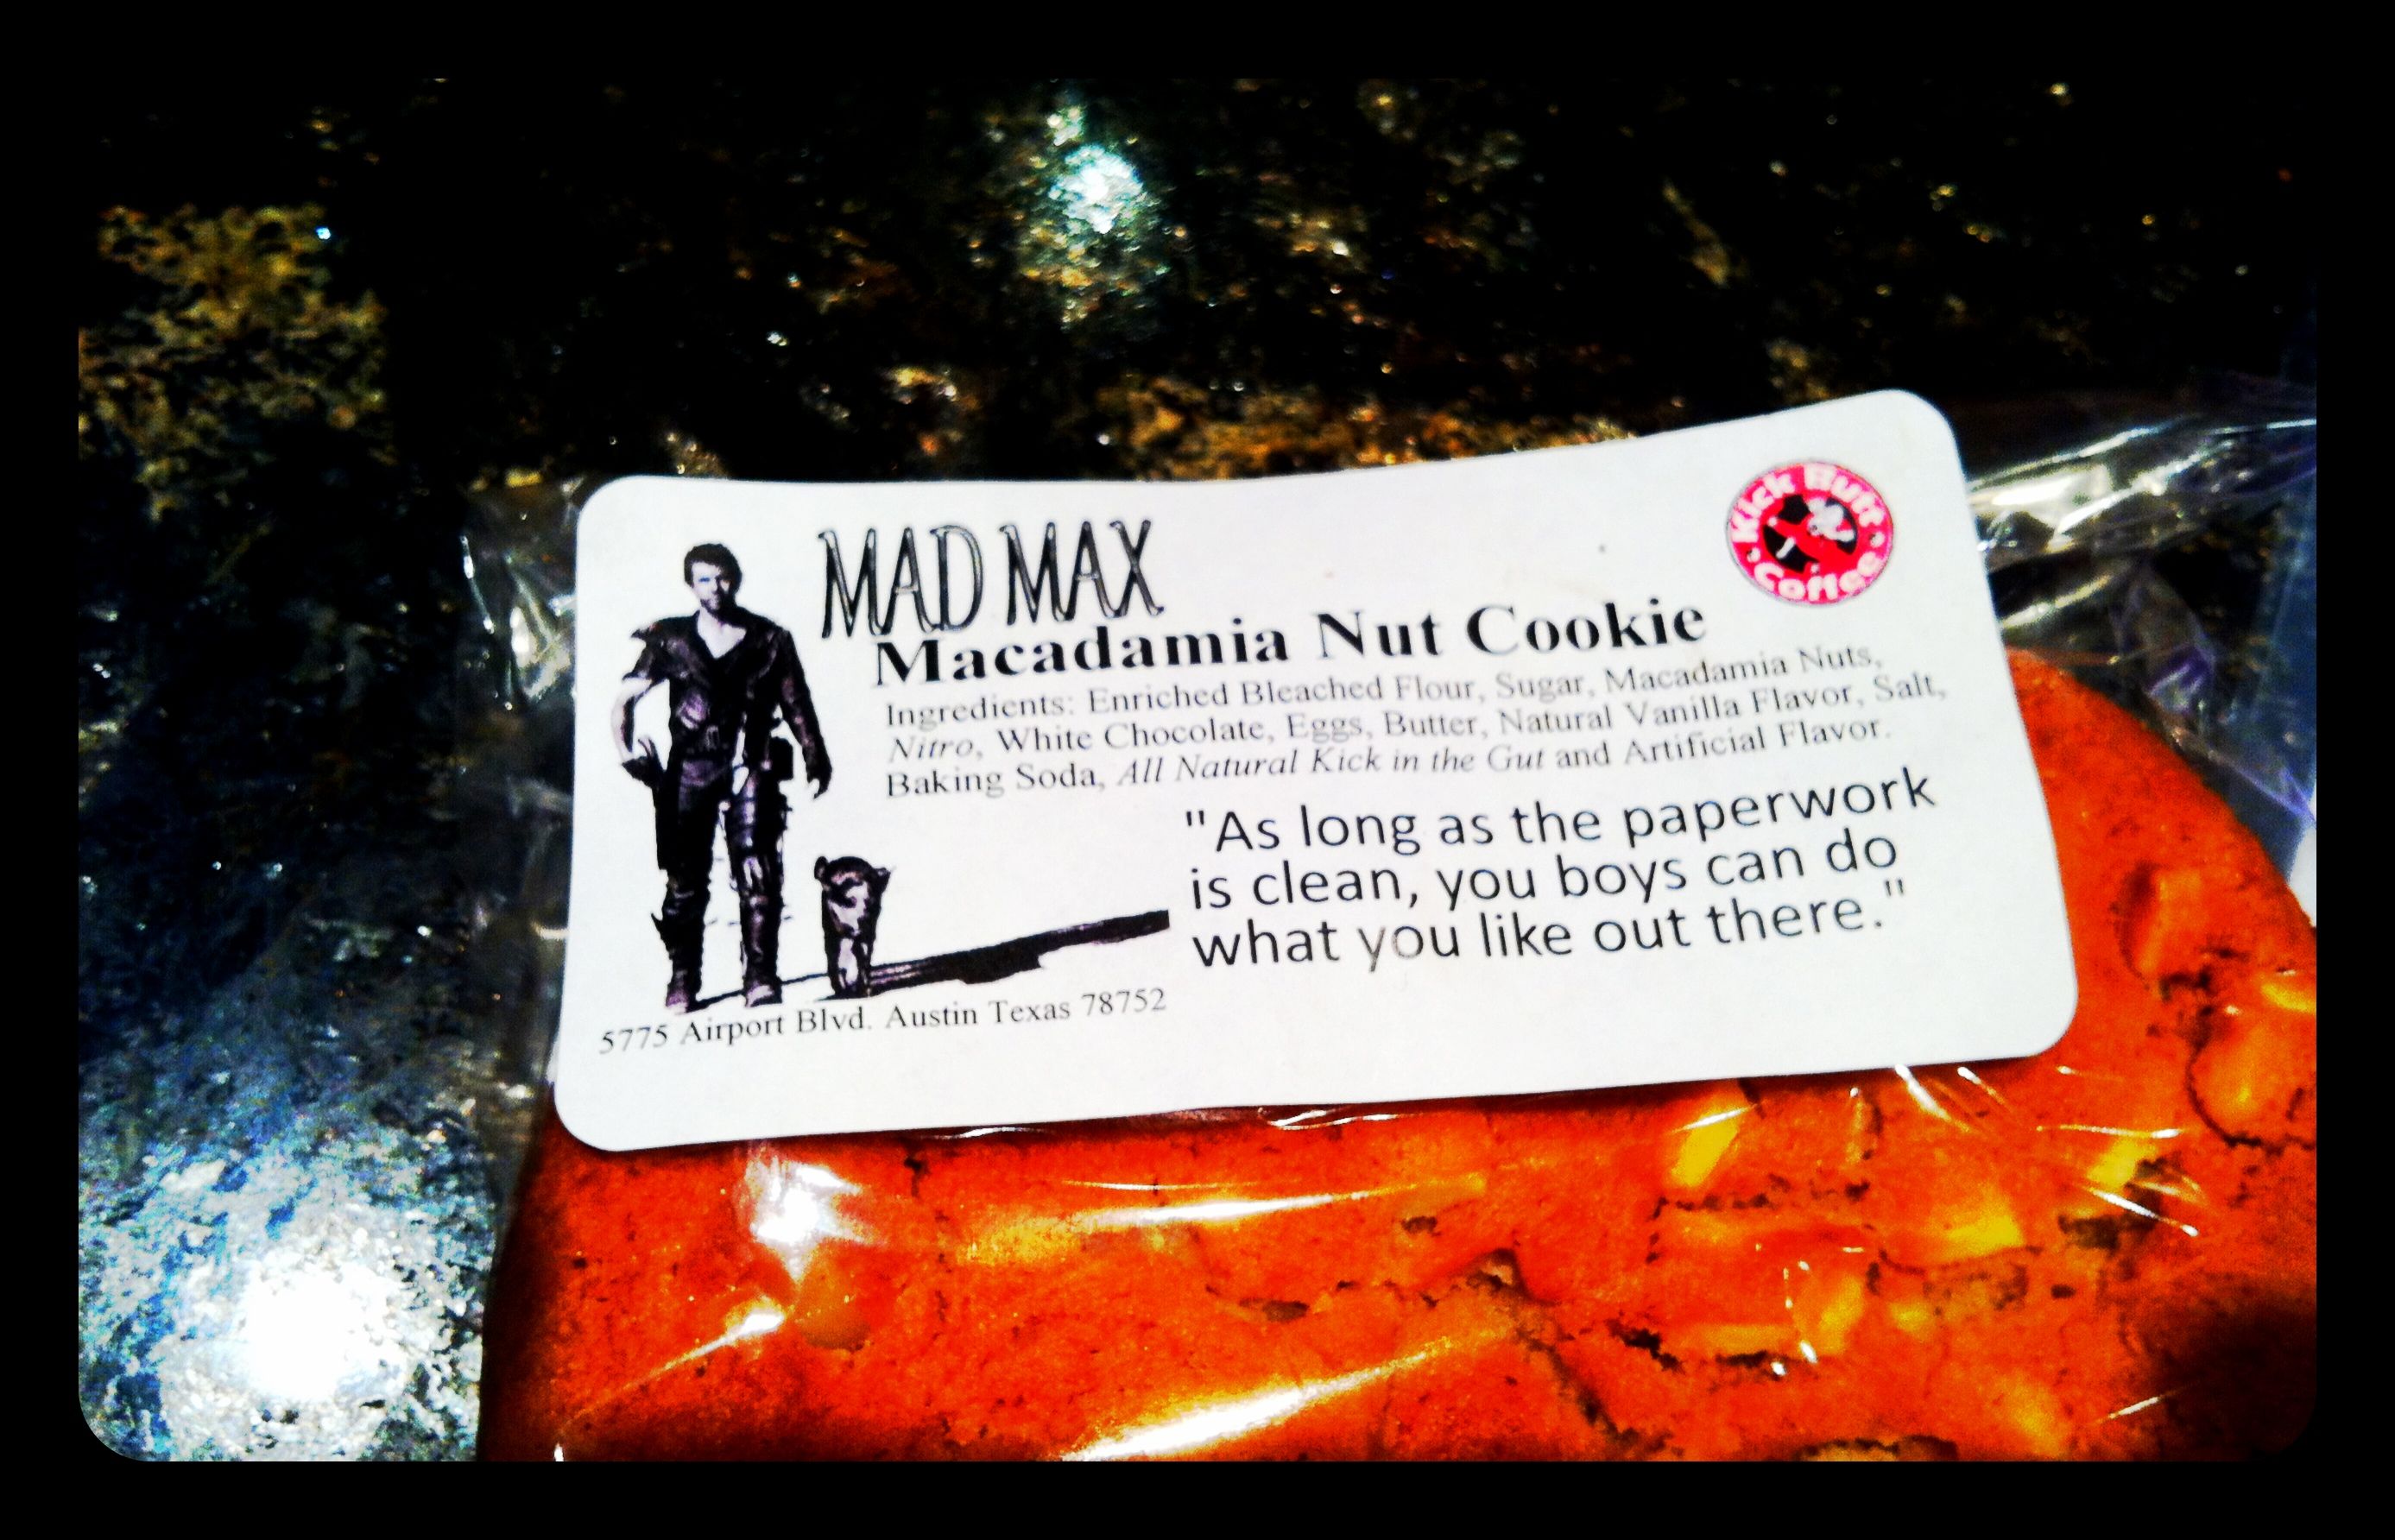 MAD MAX
Kick Butt
Coffee
Macadamia Nut Cookie
Ingredients: Enriched Bleached Flour, Sugar, Macadamia Nuts,
Nitro, White Chocolate, Eggs, Butter, Natural Vanilla Flavor, Salt,
Baking Soda, All Natural Kick in the Gut and Artificial Flavor.
"As long as the paperwork
is clean, you boys can do
what you like out there."
5775 Airport Blvd. Austin Texas 78752